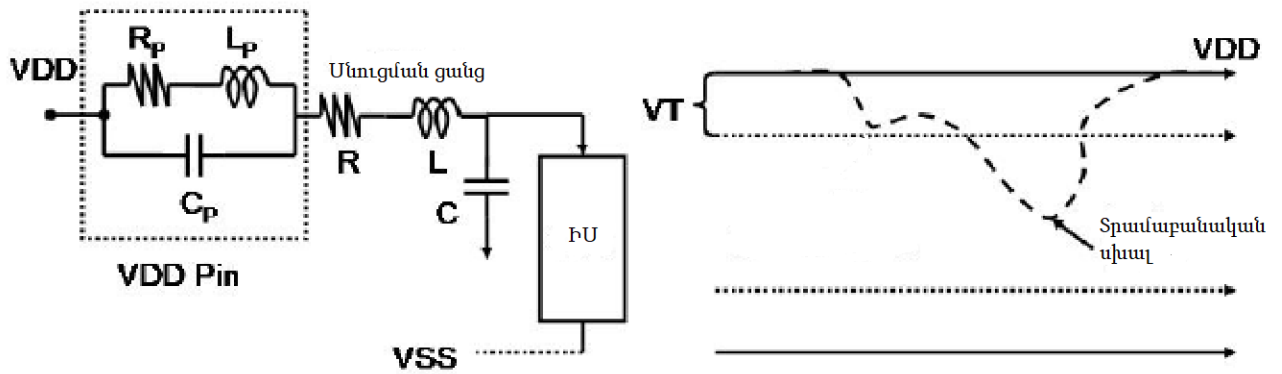 VDD
Rp
Lp
Cp
VDD Pin
Սնուցման ցանց
R
L
C
ԻՍ
VSS
VDD
VT
Տրամաբանական
սխալ